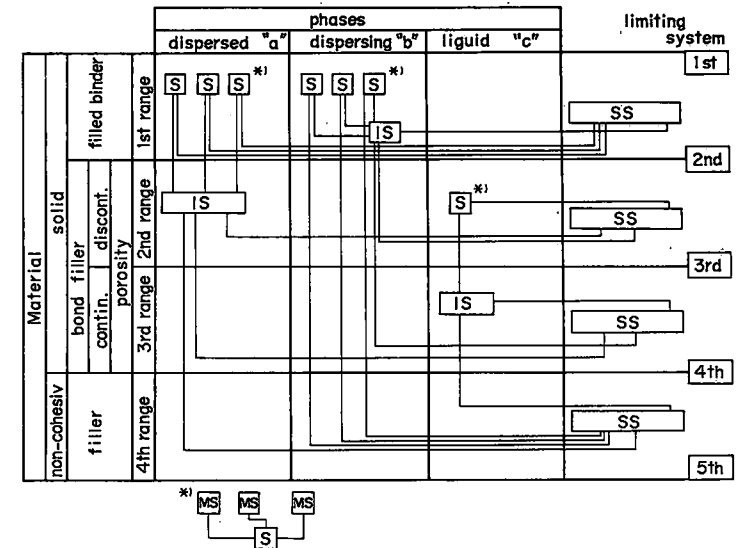 phases
limiting
system
dispersed "a"
dispersing "b"
liguid "c"
1st
Material
solid
non-cohesiv
filled binder
bond filler
discont.
contin.
porosity
filler
1st range
2nd range
3rd range
4th range
S S S *)
S S S *)
IS
SS
2nd
IS
S *)
SS
3rd
IS
SS
4th
SS
5th
*) MS MS MS
S